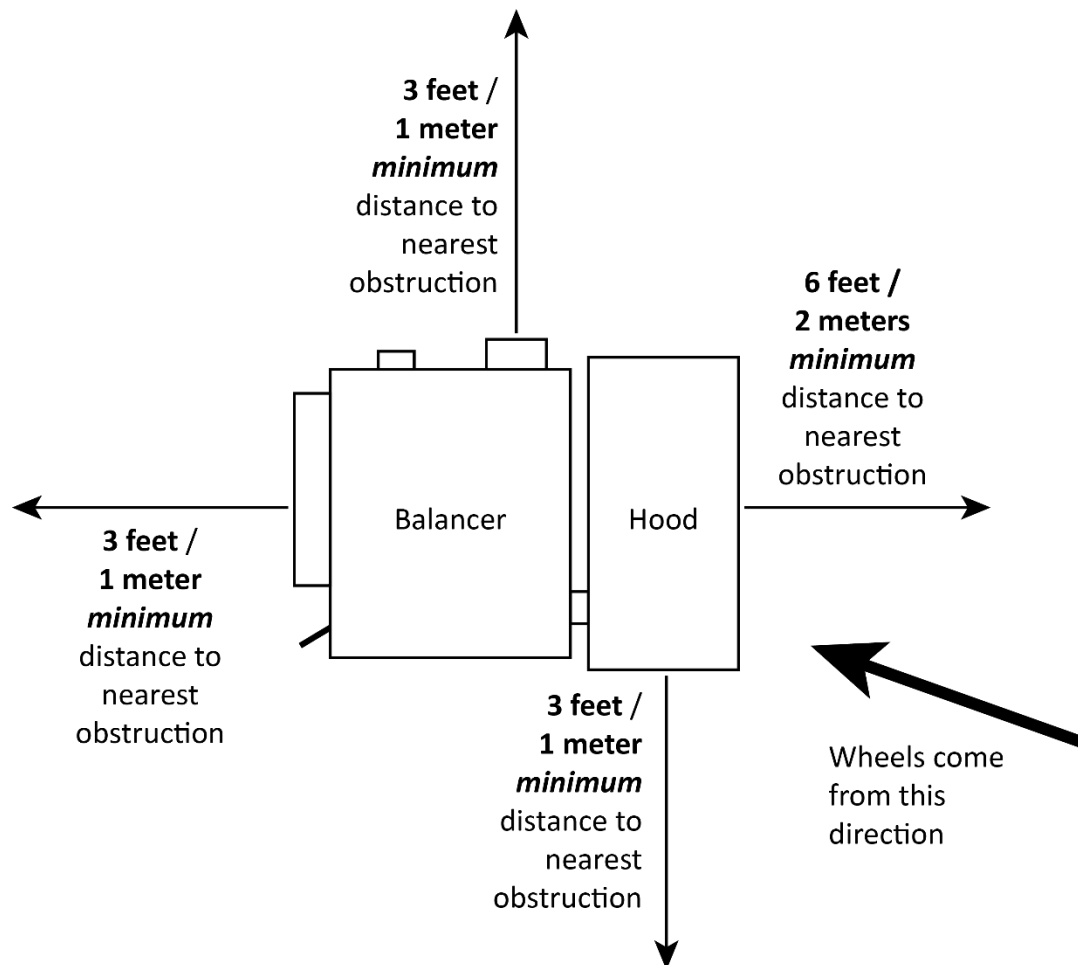 3 feet /
1 meter
minimum
distance to
nearest
obstruction
6 feet /
2 meters
minimum
distance to
nearest
obstruction
Balancer
Hood
3 feet /
1 meter
minimum
distance to
nearest
obstruction
3 feet /
1 meter
minimum
distance to
nearest
obstruction
Wheels come
from this
direction